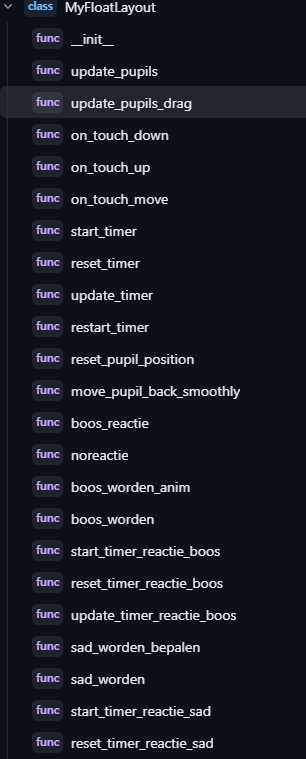 class MyFloatLayout
func __init__
func update_pupils
func update_pupils_drag
func on_touch_down
func on_touch_up
func on_touch_move
func start_timer
func reset_timer
func update_timer
func restart_timer
func reset_pupil_position
func move_pupil_back_smoothly
func boos_reactie
func noreactie
func boos_worden_anim
func boos_worden
func start_timer_reactie_boos
func reset_timer_reactie_boos
func update_timer_reactie_boos
func sad_worden_bepalen
func sad_worden
func start_timer_reactie_sad
func reset_timer_reactie_sad